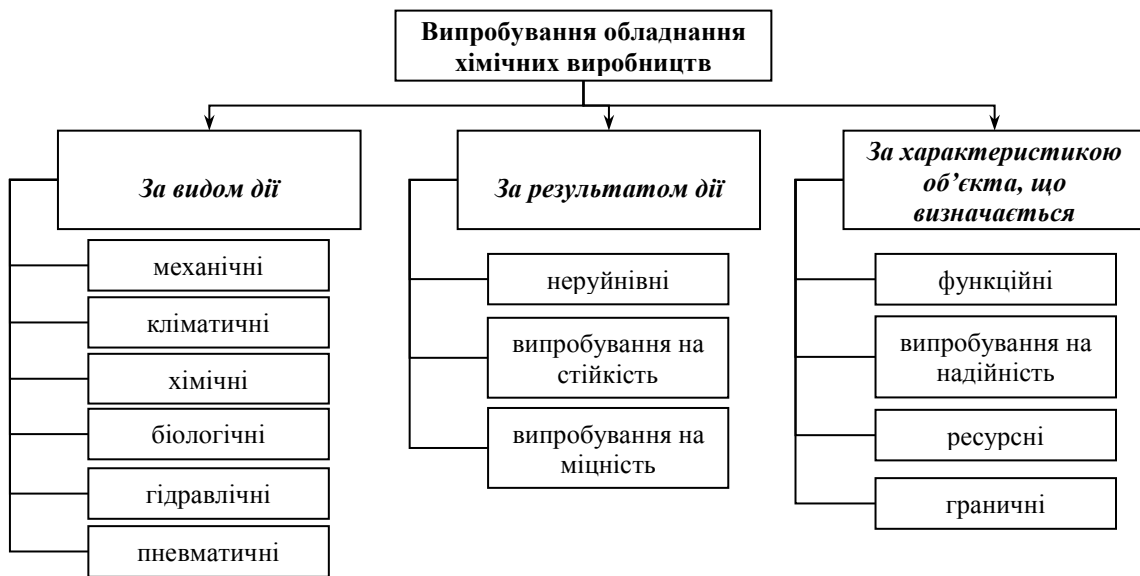 Випробування обладнання
хімічних виробництв
За видом дії
механічні
кліматичні
хімічні
біологічні
гідравлічні
пневматичні
За результатом дії
неруйнівні
випробування на
стійкість
випробування на
міцність
За характеристикою
об’єкта, що
визначається
функційні
випробування на
надійність
ресурсні
граничні